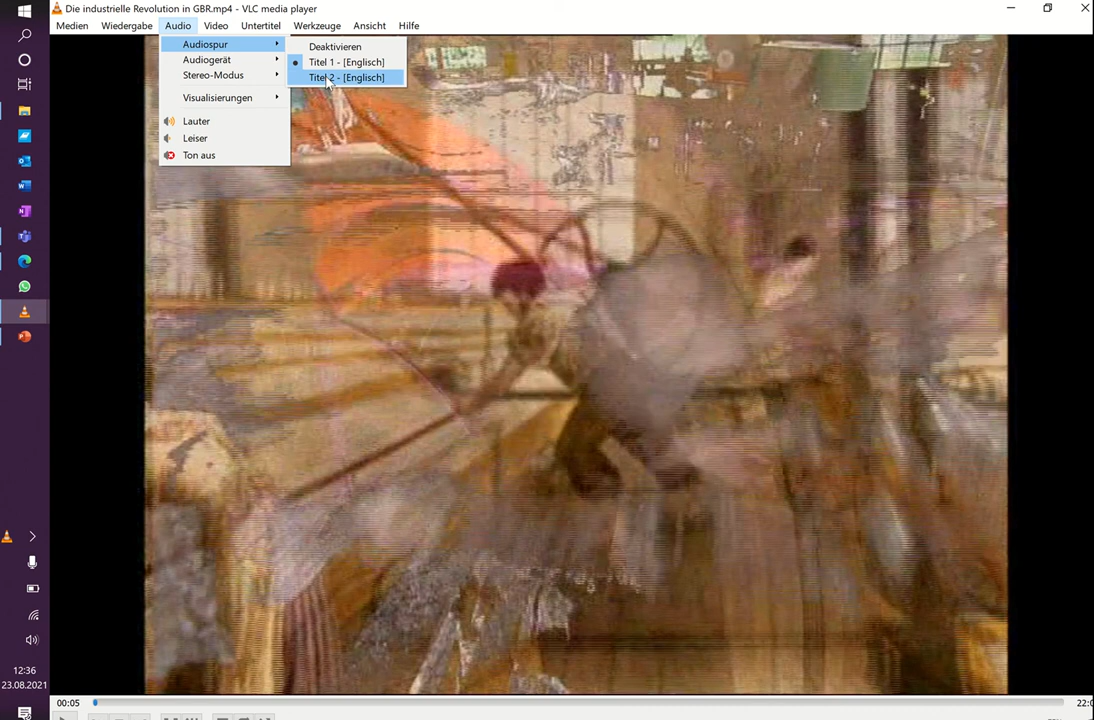 Die industrielle Revolution in GBR.mp4 - VLC media player
Medien Wiedergabe Audio Video Untertitel Werkzeuge Ansicht Hilfe
Audiospur
Audiogerät
Stereo-Modus
Visualisierungen
Lauter
Leiser
Ton aus
Deaktivieren
Titel 1 - [Englisch]
Titel 2 - [Englisch]
00:05
12:36
23.08.2021